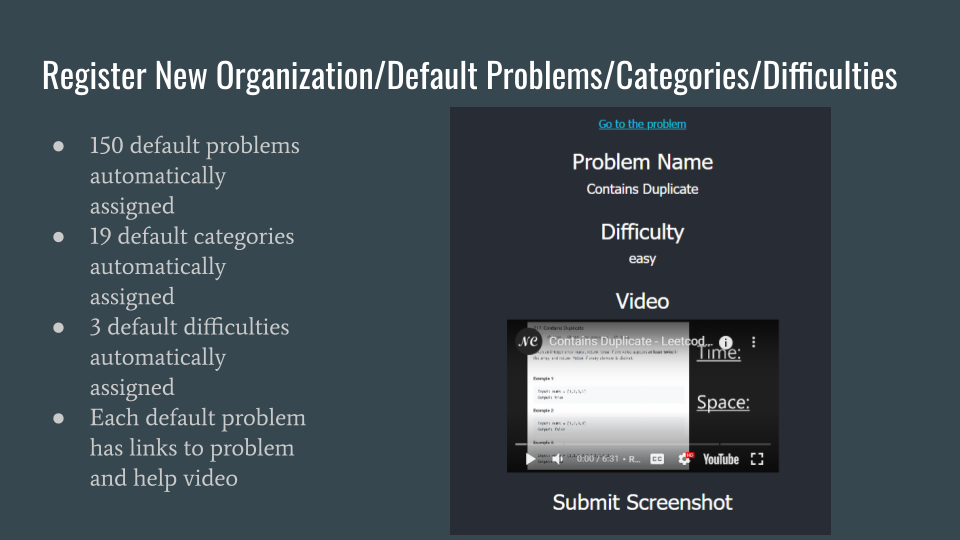 Register New Organization/Default Problems/Categories/Difficulties
● 150 default problems
automatically
assigned
● 19 default categories
automatically
assigned
● 3 default difficulties
automatically
assigned
● Each default problem
has links to problem
and help video
Go to the problem
Problem Name
Contains Duplicate
Difficulty
easy
Video
NC
Contains Duplicate - Leetcod...
Time:
Example 1
Space:
Example 2
0:00 / 6:31 • R...
CC
HD
YouTube
Submit Screenshot